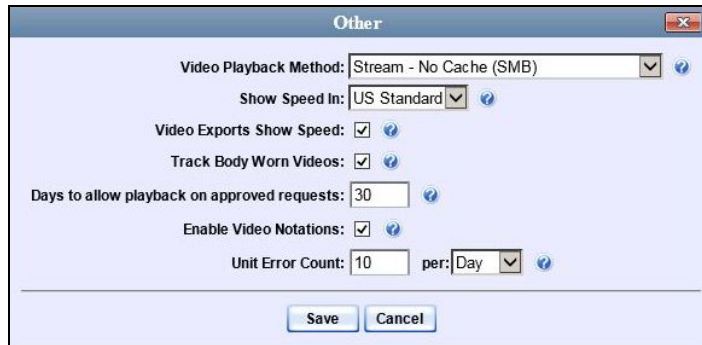 Other
Video Playback Method: Stream - No Cache (SMB)
Show Speed In: US Standard
Video Exports Show Speed:
Track Body Worn Videos:
Days to allow playback on approved requests: 30
Enable Video Notations:
Unit Error Count: 10 per: Day
Save Cancel